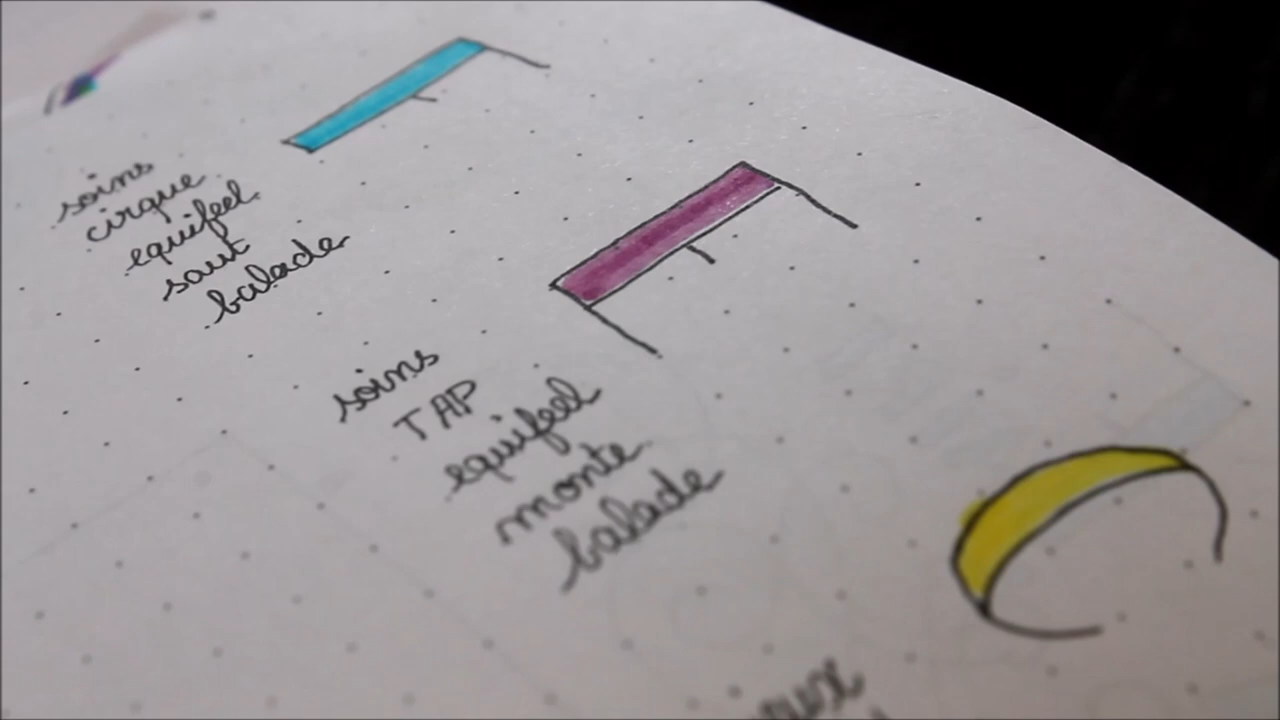 soins
cirque
equifeel
saut
balade
soins
TAP
equifeel
monte
balade